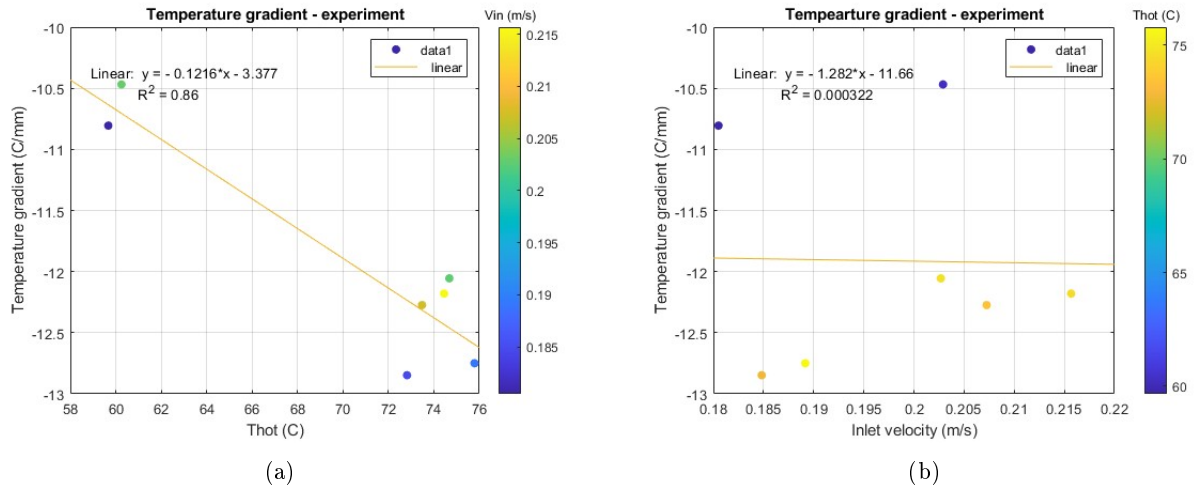 Temperature gradient - experiment
Vin (m/s)
-10
-10.5
-11
-11.5
-12
-12.5
-13
Temperature gradient (C/mm)
data1
linear
Linear: y = - 0.1216*x - 3.377
R2 = 0.86
58 60 62 64 66 68 70 72 74 76
Thot (C)
0.215
0.21
0.205
0.2
0.195
0.19
0.185
(a)
Tempearture gradient - experiment
Thot (C)
-10
-10.5
-11
-11.5
-12
-12.5
-13
Temperature gradient (C/mm)
data1
linear
Linear: y = - 1.282*x - 11.66
R2 = 0.000322
0.18 0.185 0.19 0.195 0.2 0.205 0.21 0.215 0.22
Inlet velocity (m/s)
75
70
65
60
(b)